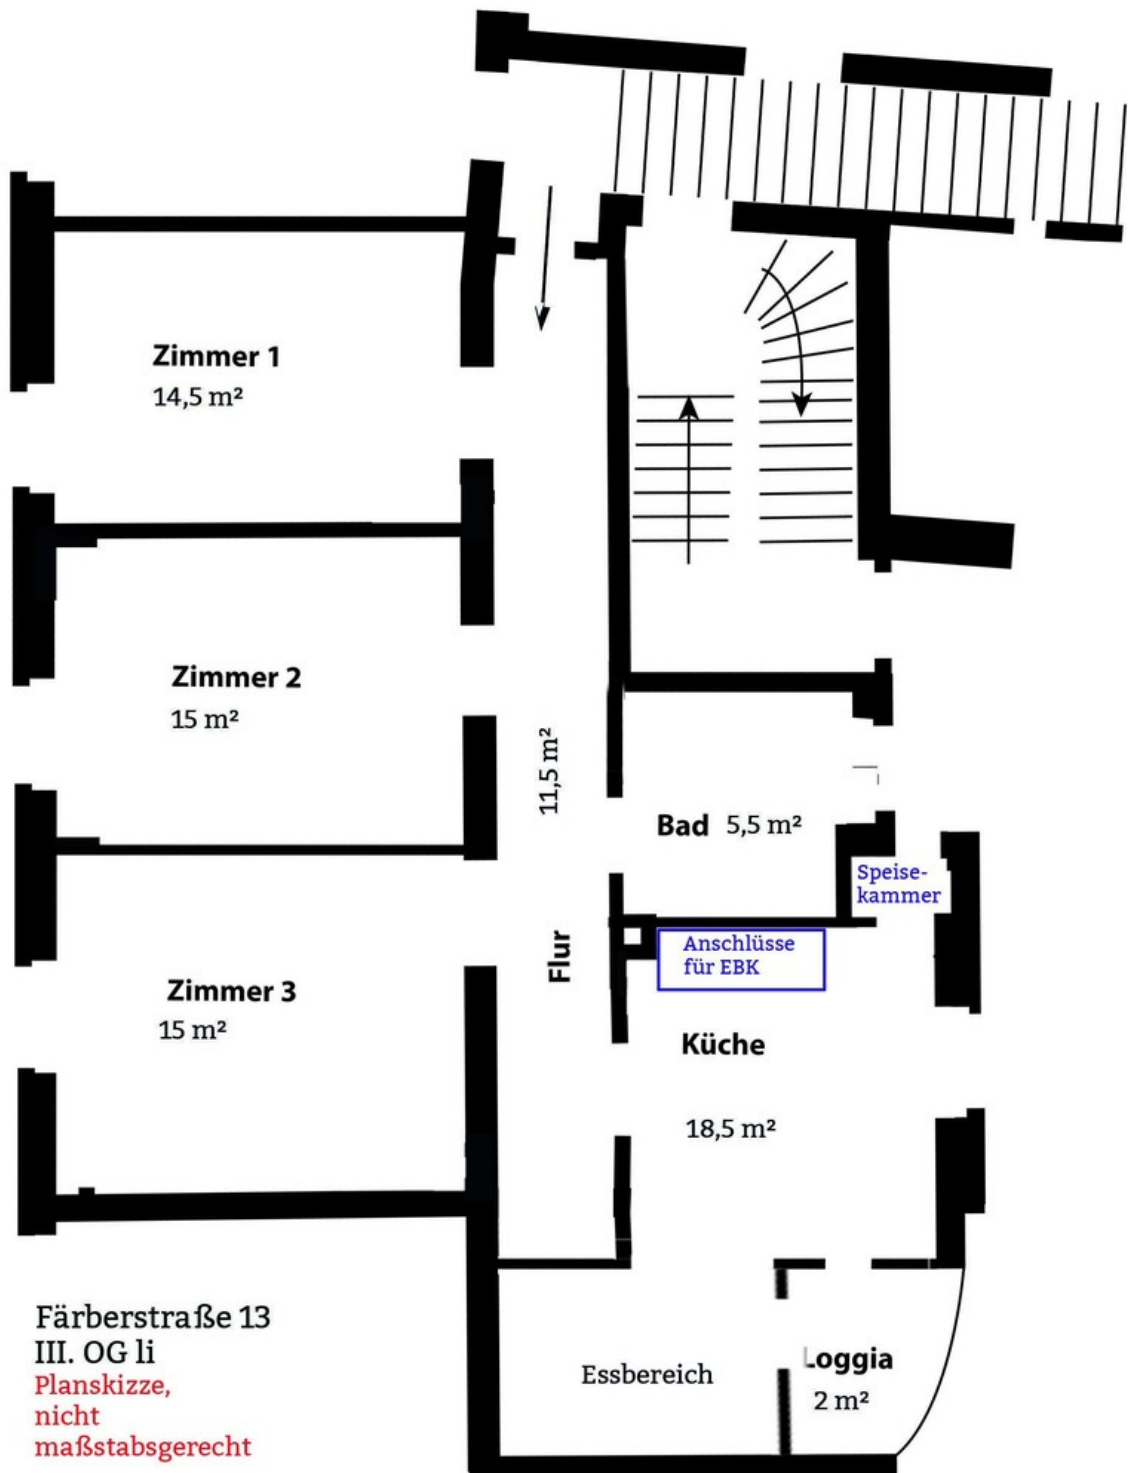 Zimmer 1
14,5 m²
Zimmer 2
15 m²
11,5 m²
Bad 5,5 m²
Speise-
kammer
Flur
Anschlüsse
für EBK
Zimmer 3
15 m²
Küche
18,5 m²
Färberstraße 13
III. OG li
Planskizze,
nicht
maßstabsgerecht
Essbereich
Loggia
2 m²